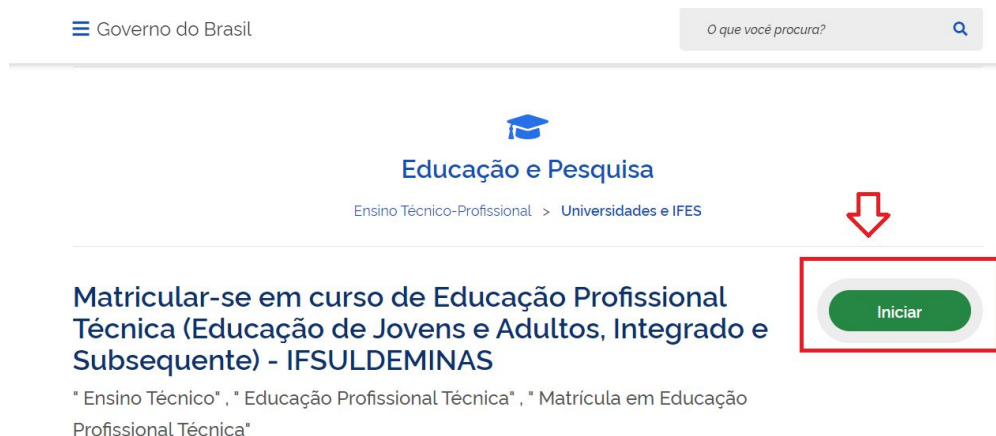 Governo do Brasil
O que você procura?
Educação e Pesquisa
Ensino Técnico-Profissional > Universidades e IFES
Matricular-se em curso de Educação Profissional
Técnica (Educação de Jovens e Adultos, Integrado e
Subsequente) - IFSULDEMINAS
Iniciar
" Ensino Técnico" , " Educação Profissional Técnica" , " Matrícula em Educação
Profissional Técnica"